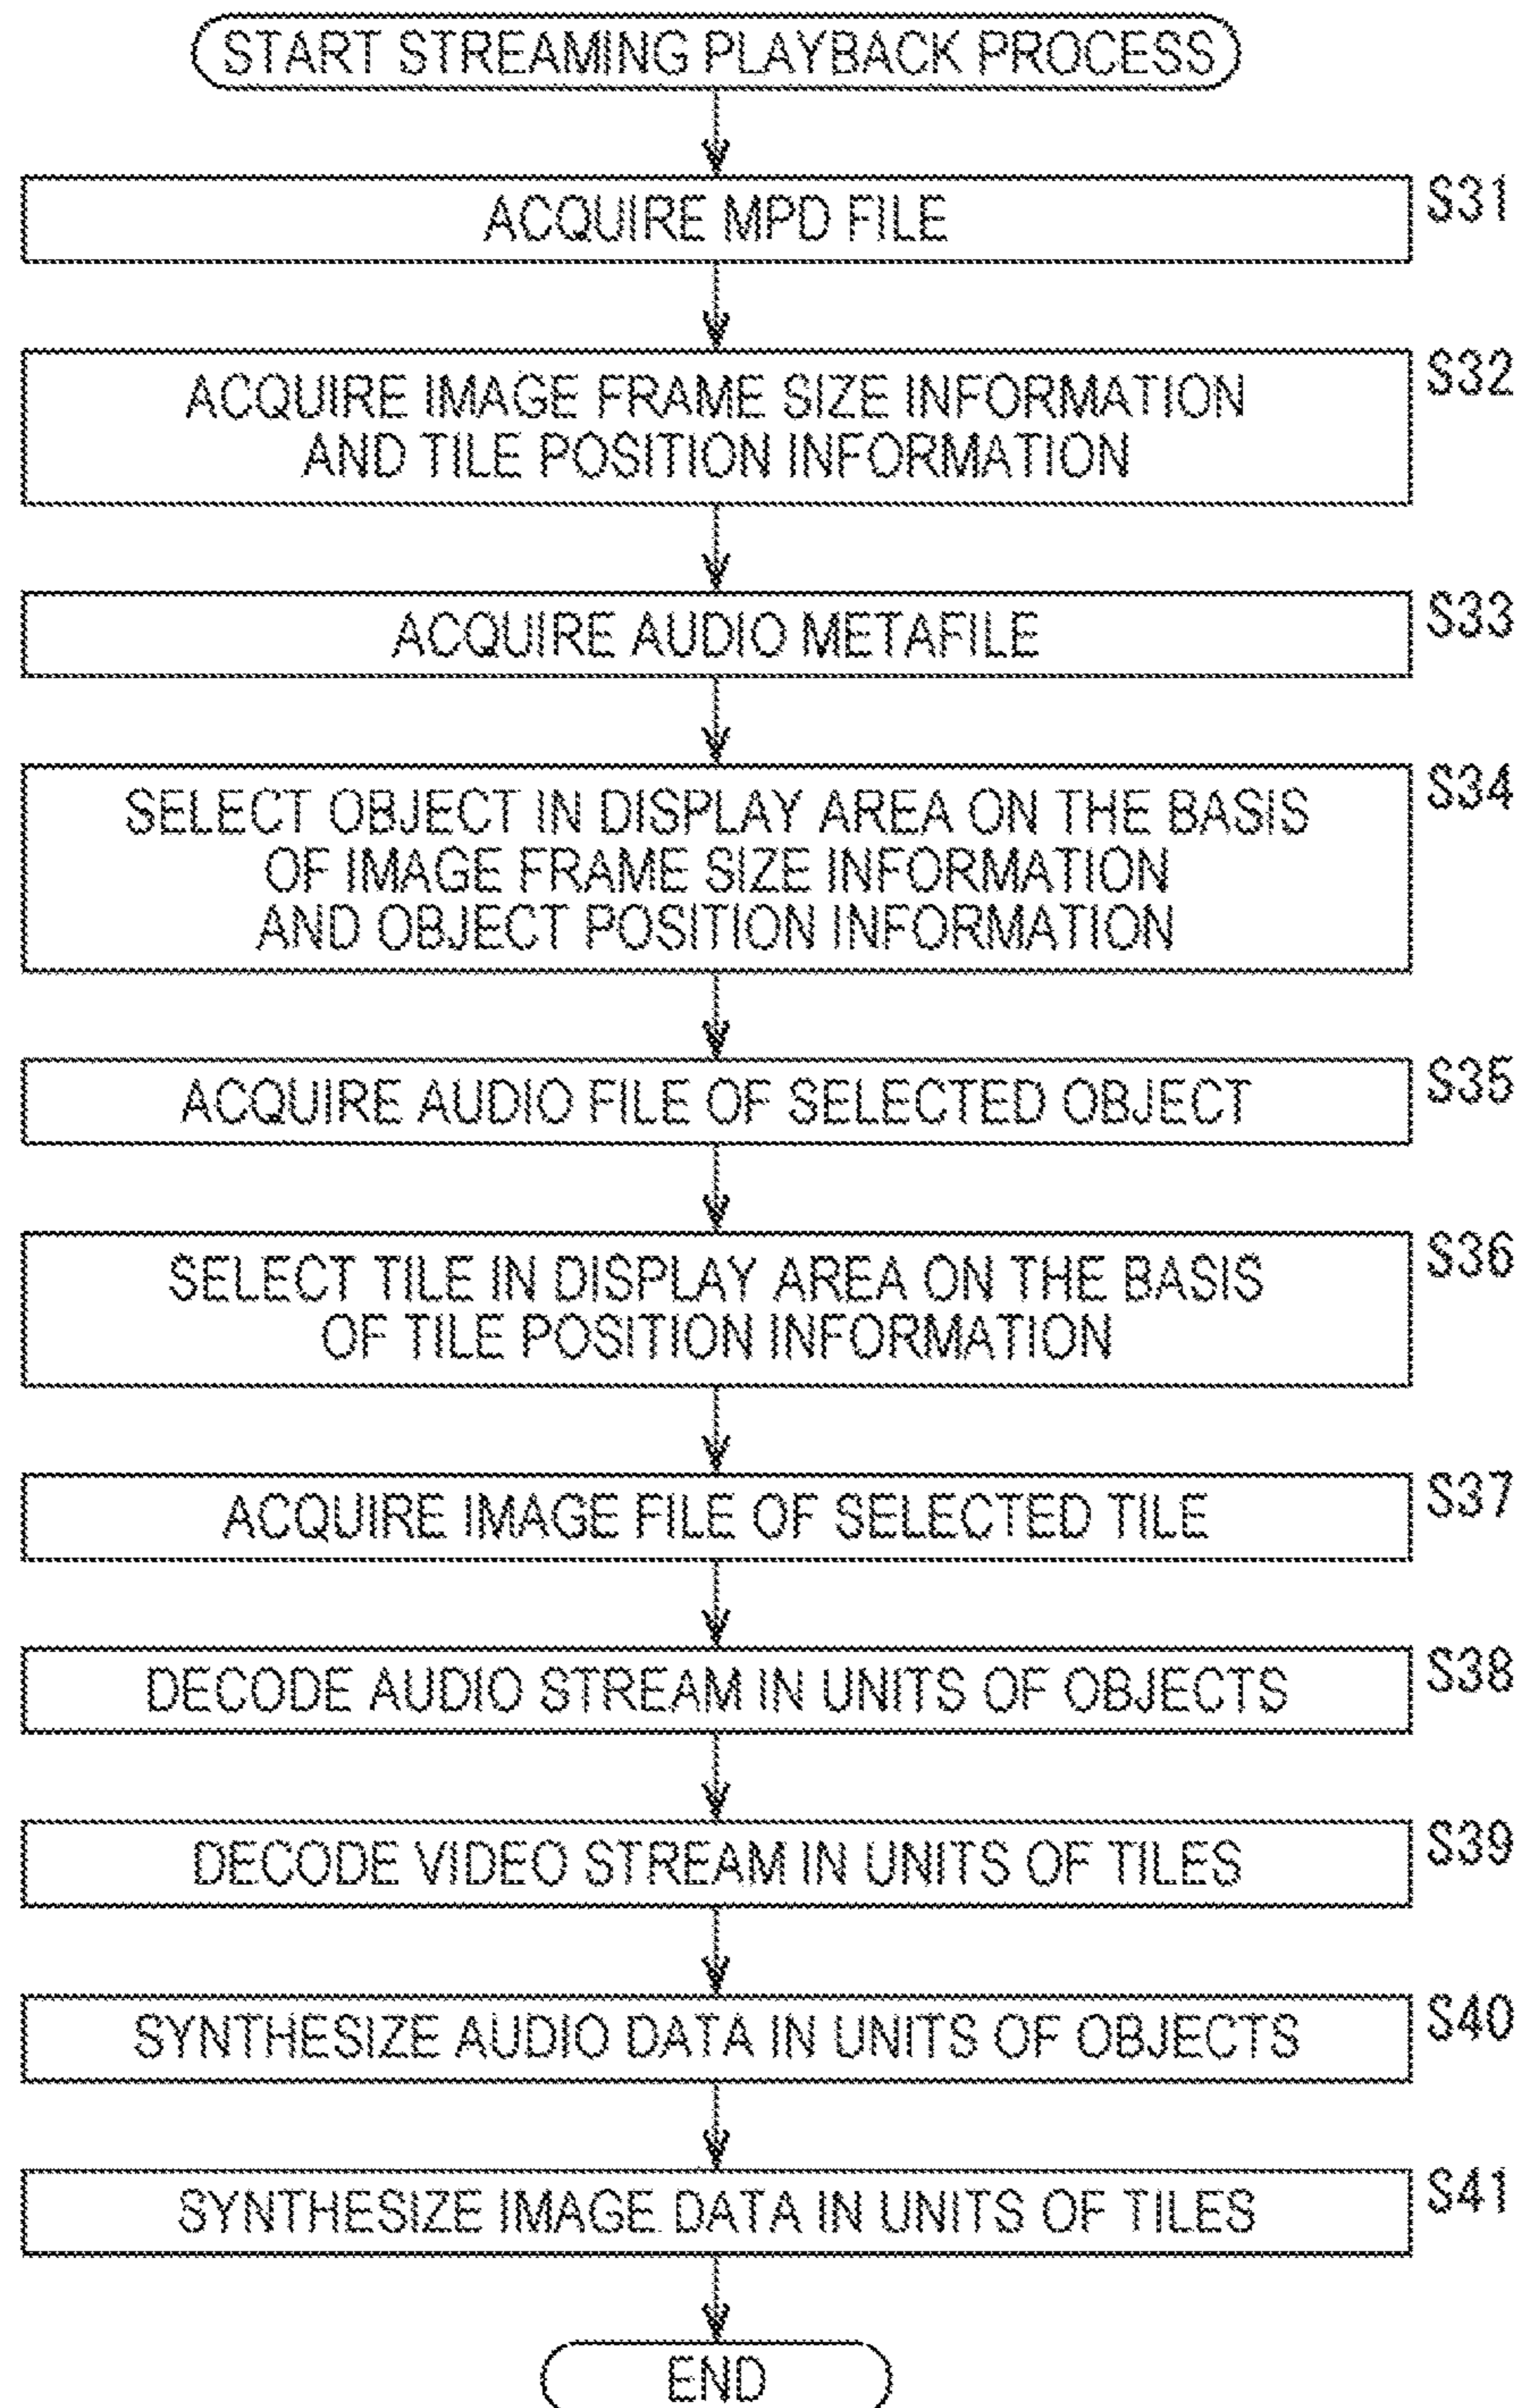 START STREAMING PLAYBACK PROCESS
ACQUIRE MPD FILE
S31
ACQUIRE IMAGE FRAME SIZE INFORMATION
AND TILE POSITION INFORMATION
S32
ACQUIRE AUDIO METAFILE
S33
SELECT OBJECT IN DISPLAY AREA ON THE BASIS
OF IMAGE FRAME SIZE INFORMATION
AND OBJECT POSITION INFORMATION
S34
ACQUIRE AUDIO FILE OF SELECTED OBJECT
S35
SELECT TILE IN DISPLAY AREA ON THE BASIS
OF TILE POSITION INFORMATION
S36
ACQUIRE IMAGE FILE OF SELECTED TILE
S37
DECODE AUDIO STREAM IN UNITS OF OBJECTS
S38
DECODE VIDEO STREAM IN UNITS OF TILES
S39
SYNTHESIZE AUDIO DATA IN UNITS OF OBJECTS
S40
SYNTHESIZE IMAGE DATA IN UNITS OF TILES
S41
END